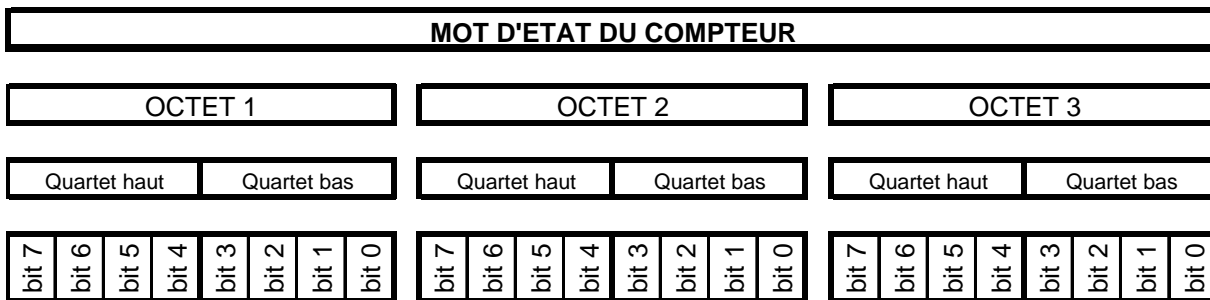 MOT D'ETAT DU COMPTEUR
OCTET 1 OCTET 2 OCTET 3
Quartet haut Quartet bas Quartet haut Quartet bas Quartet haut Quartet bas
bit 7 bit 6 bit 5 bit 4 bit 3 bit 2 bit 1 bit 0 bit 7 bit 6 bit 5 bit 4 bit 3 bit 2 bit 1 bit 0 bit 7 bit 6 bit 5 bit 4 bit 3 bit 2 bit 1 bit 0